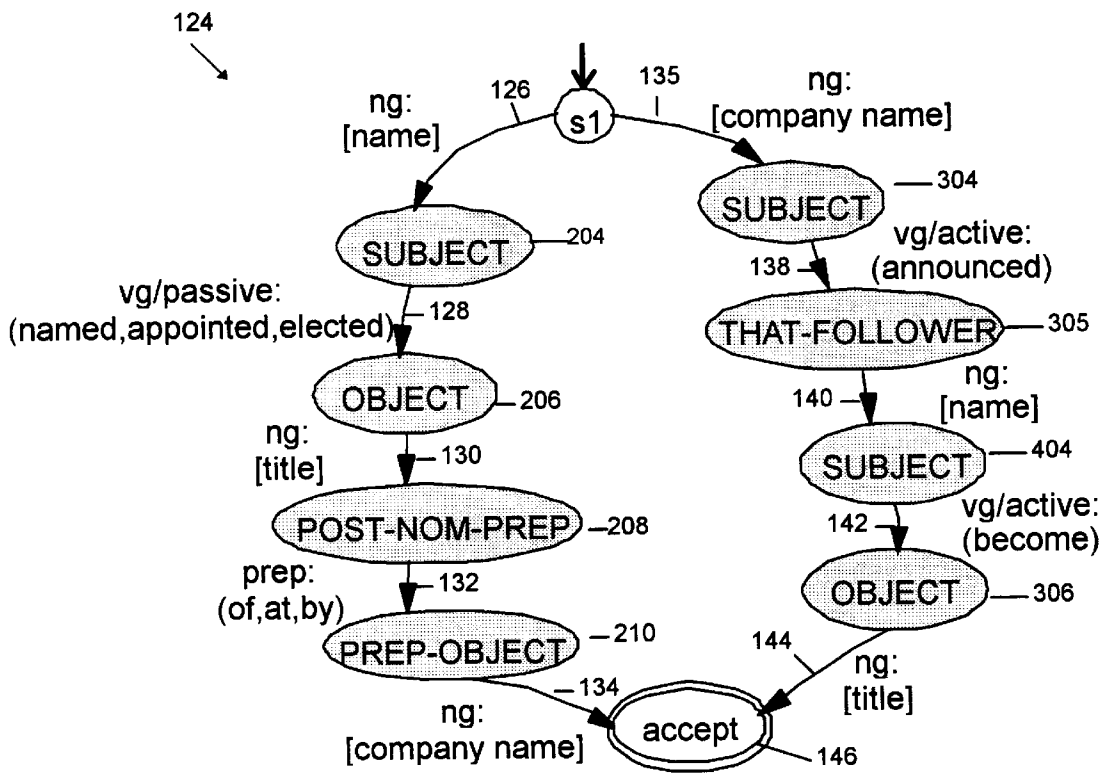 124
126
135
ng:
[name]
s1
ng:
[company name]
SUBJECT
204
SUBJECT
304
vg/passive:
(named,appointed,elected)
128
138
vg/active:
(announced)
THAT-FOLLOWER
305
OBJECT
206
140
ng:
[name]
ng:
[title]
130
SUBJECT
404
POST-NOM-PREP
208
142
vg/active:
(become)
prep:
(of,at,by)
132
OBJECT
306
PREP-OBJECT
210
144
ng:
[title]
134
ng:
[company name]
accept
146